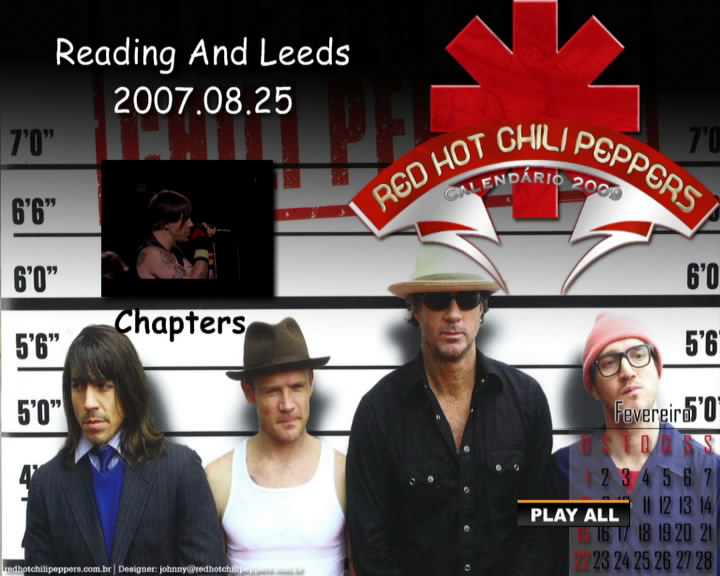 Reading And Leeds
2007.08.25
RED HOT CHILI PEPPERS
CALENDÁRIO 2009
7'0"
6'6"
6'0"
5'6"
5'0"
Chapters
7'0
6'0
5'6
5'0"
Fevereiro
D S T Q Q S S
1 2 3 4 5 6 7
11 12 13 14
PLAY ALL
15 16 17 18 19 20 21
22 23 24 25 26 27 28
redhotchilipeppers.com.br | Designer: johnny@redhotchilipeppers.com.br